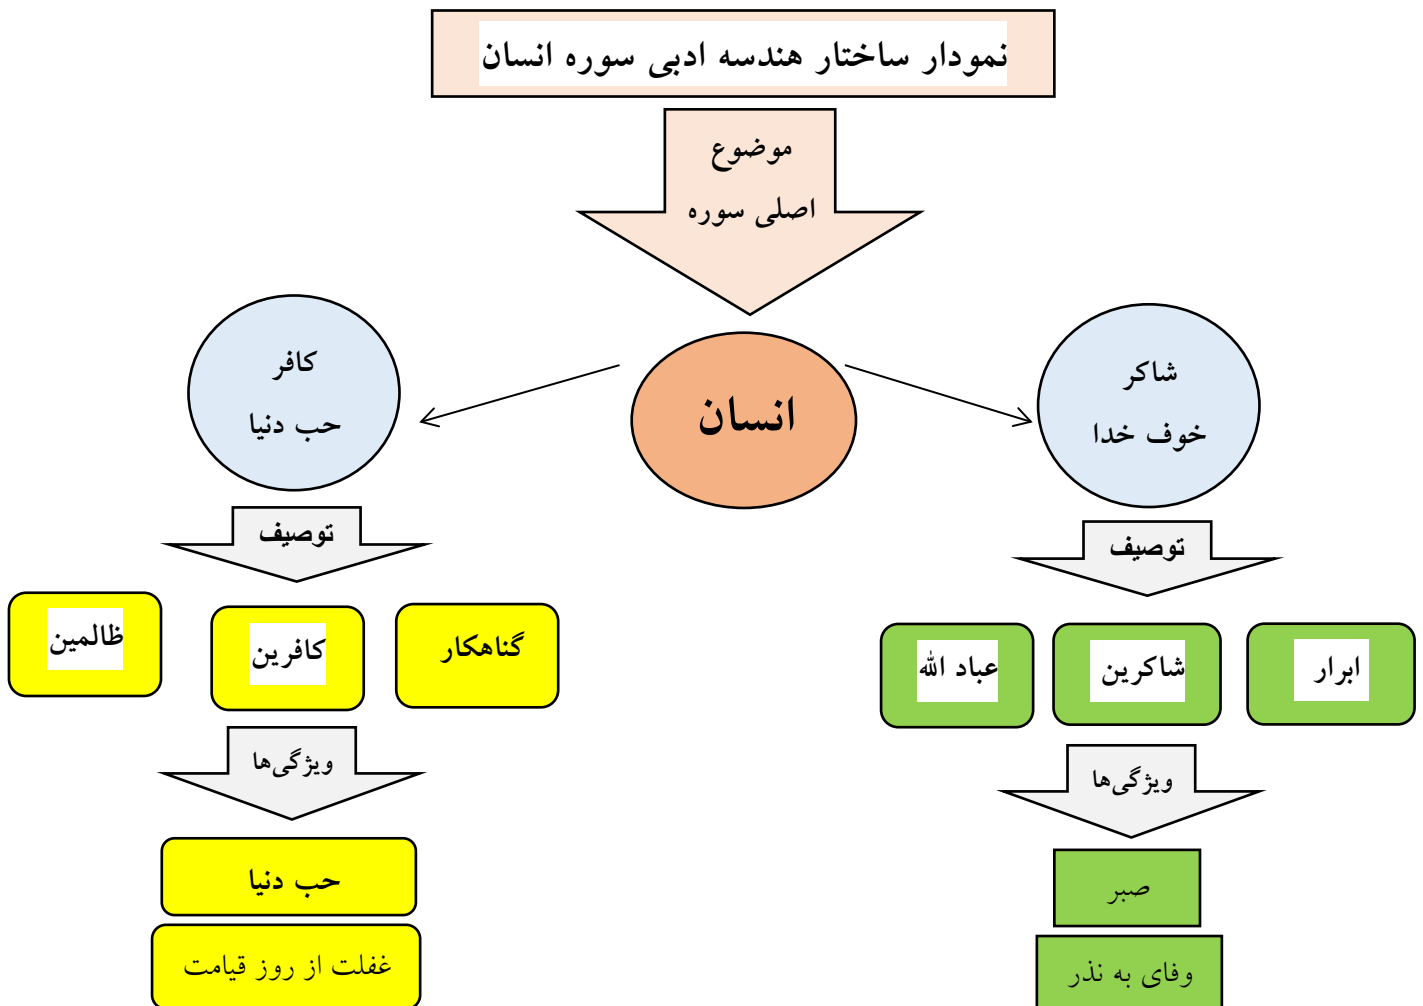 نمودار ساختار هندسه ادبی سوره انسان
موضوع
اصلی سوره
انسان
شاکر
خوف خدا
کافر
حب دنیا
توصیف
توصیف
ابرار
شاکرین
عباد الله
گناهکار
کافرین
ظالمین
ویژگی‌ها
ویژگی‌ها
صبر
وفای به نذر
حب دنیا
غفلت از روز قیامت